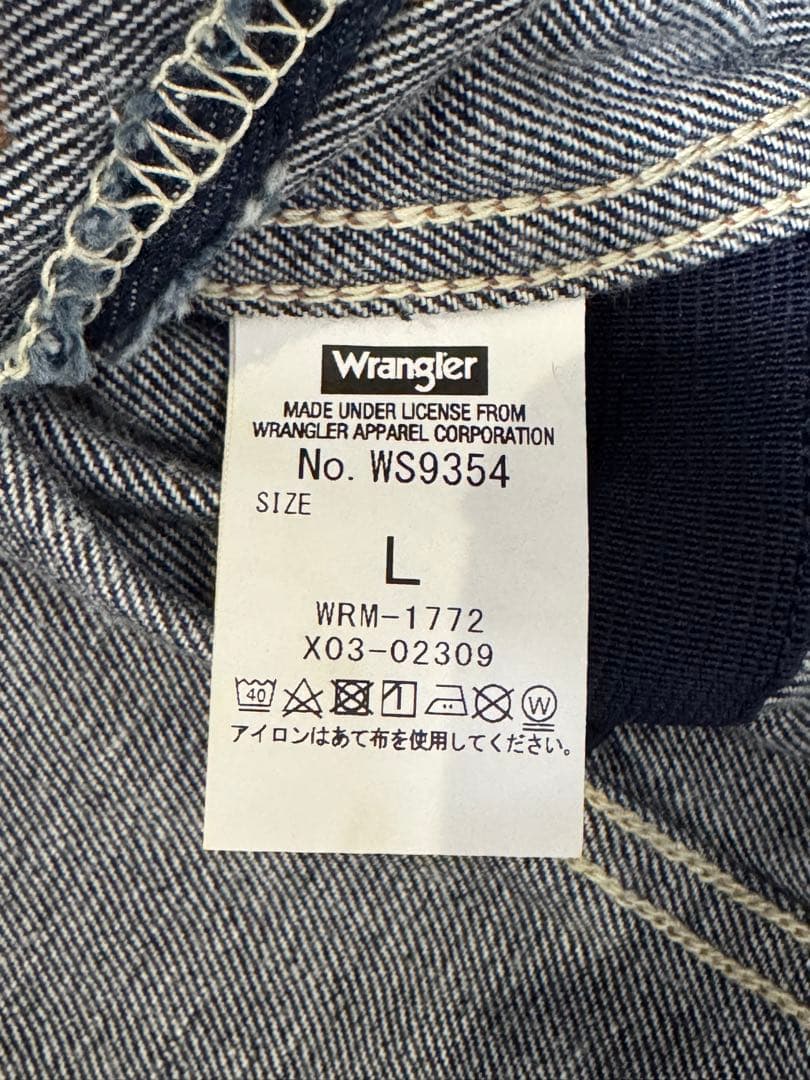 Wrangler
MADE UNDER LICENSE FROM
WRANGLER APPAREL CORPORATION
No. WS9354
SIZE
L
WRM-1772
X03-02309
40 W
アイロンはあて布を使用してください。